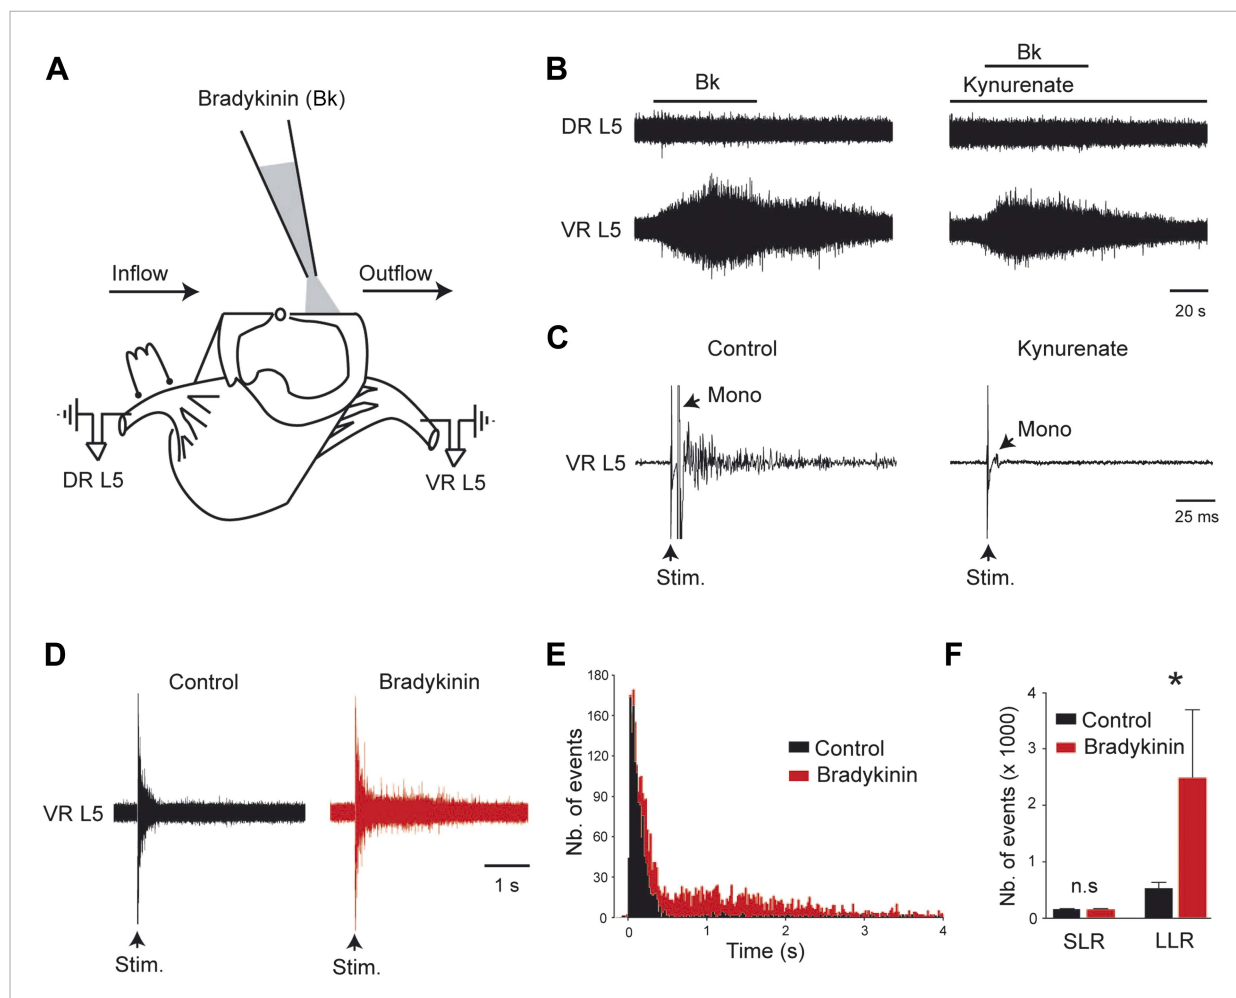 A
Bradykinin (Bk)
Inflow
Outflow
DR L5
VR L5
B
Bk
Bk
Kynurenate
DR L5
VR L5
20 s
C
Control
Kynurenate
Mono
Mono
VR L5
25 ms
Stim.
Stim.
D
Control
Bradykinin
VR L5
1 s
Stim.
Stim.
E
Nb. of events
180
160
120
90
60
30
0
0
1
2
3
4
Time (s)
Control
Bradykinin
F
Nb. of events (x 1000)
4
3
2
1
0
*
Control
Bradykinin
n.s
SLR
LLR